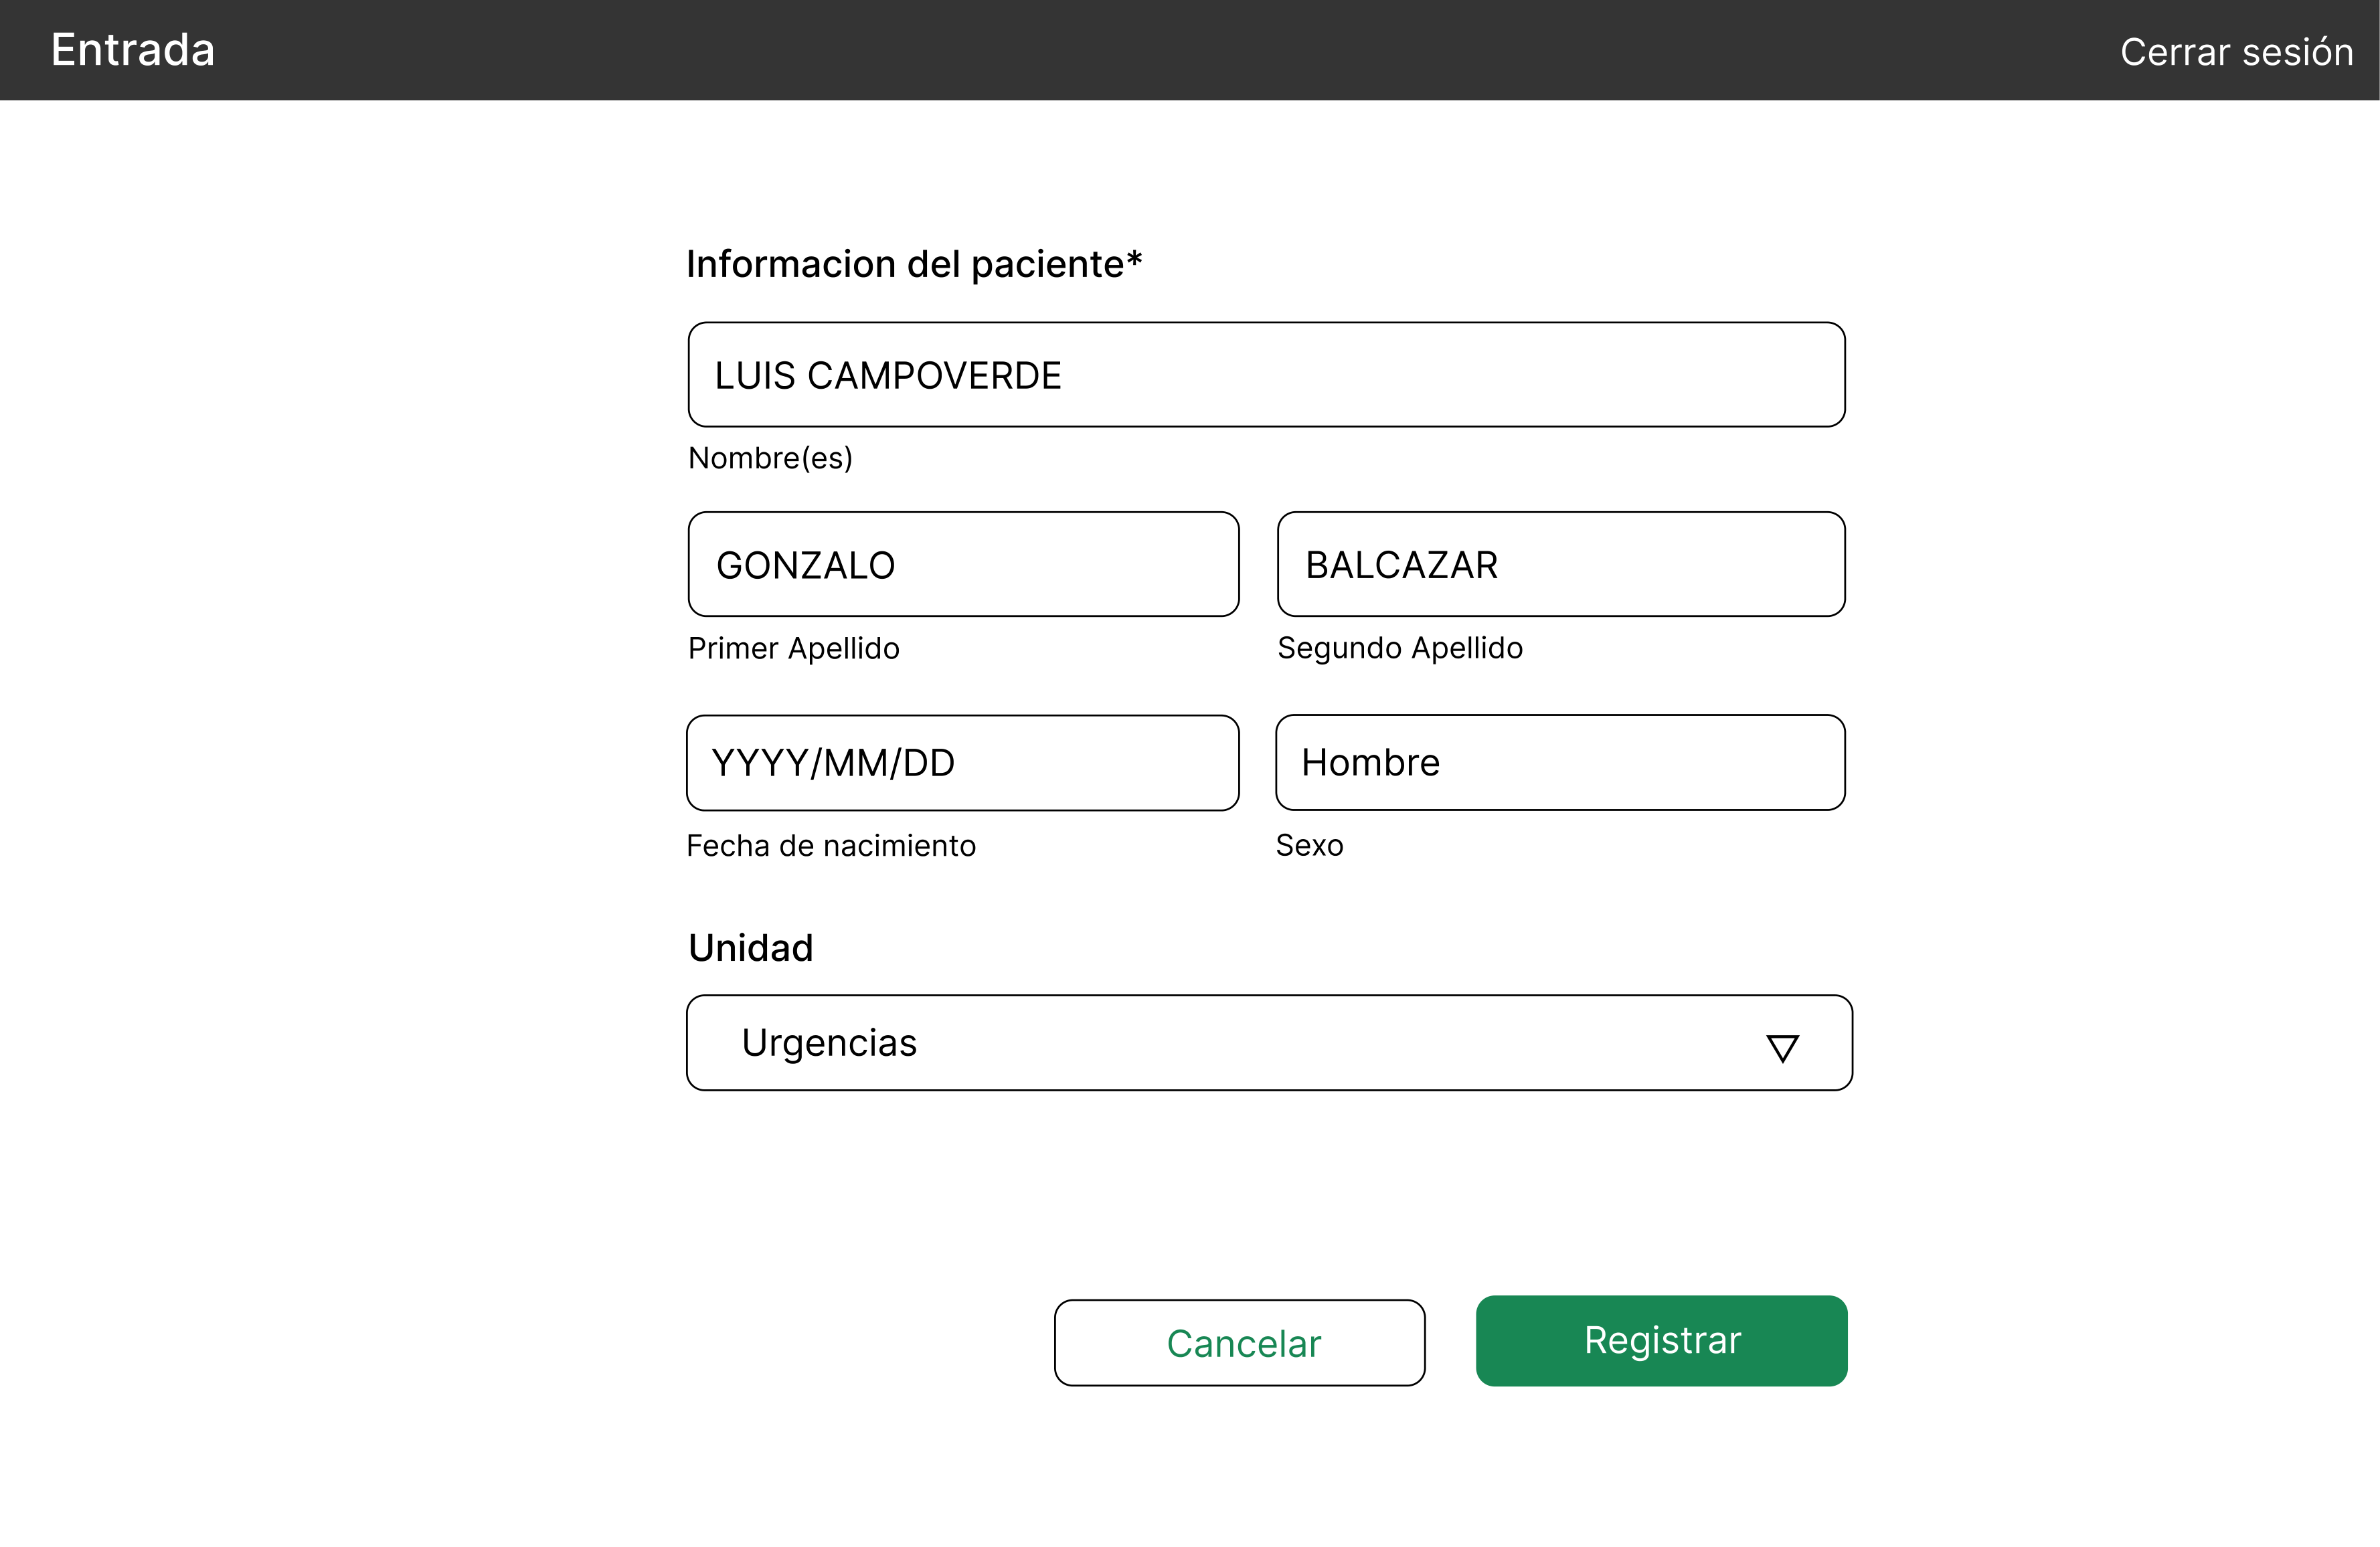 Entrada
Cerrar sesión
Informacion del paciente*
LUIS CAMPOVERDE
Nombre(es)
GONZALO
BALCAZAR
Primer Apellido
Segundo Apellido
YYYY/MM/DD
Hombre
Fecha de nacimiento
Sexo
Unidad
Urgencias
Cancelar
Registrar